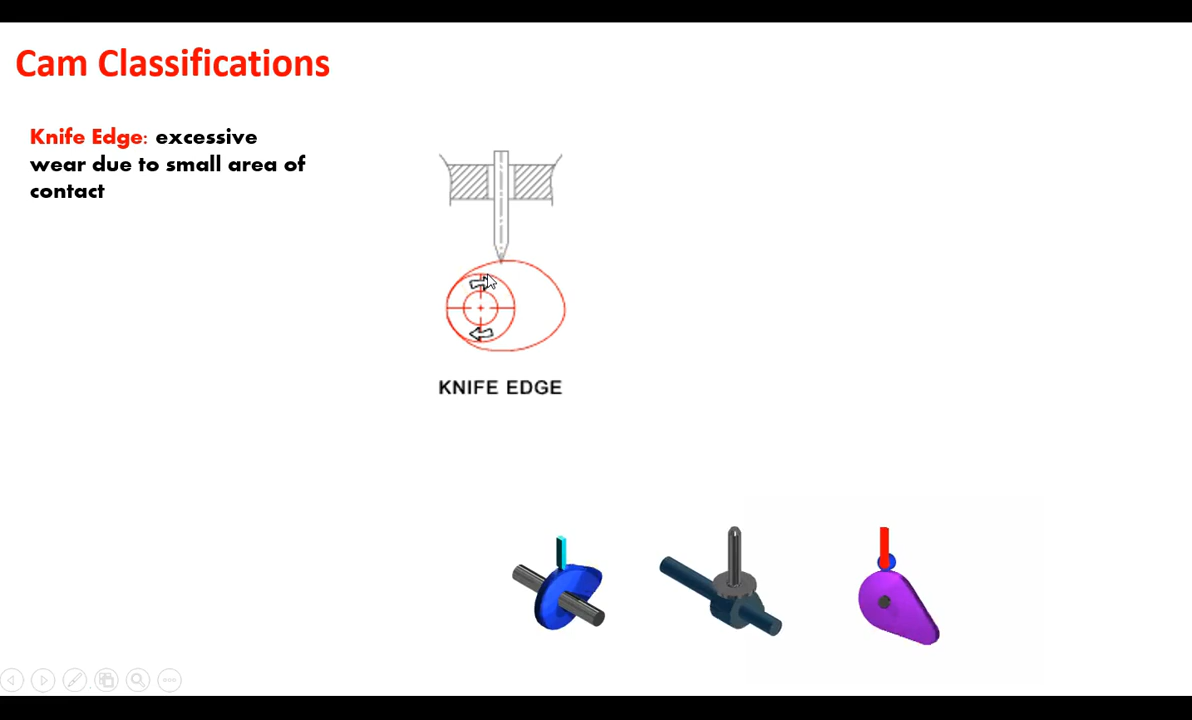 Cam Classifications
Knife Edge: excessive
wear due to small area of
contact
KNIFE EDGE